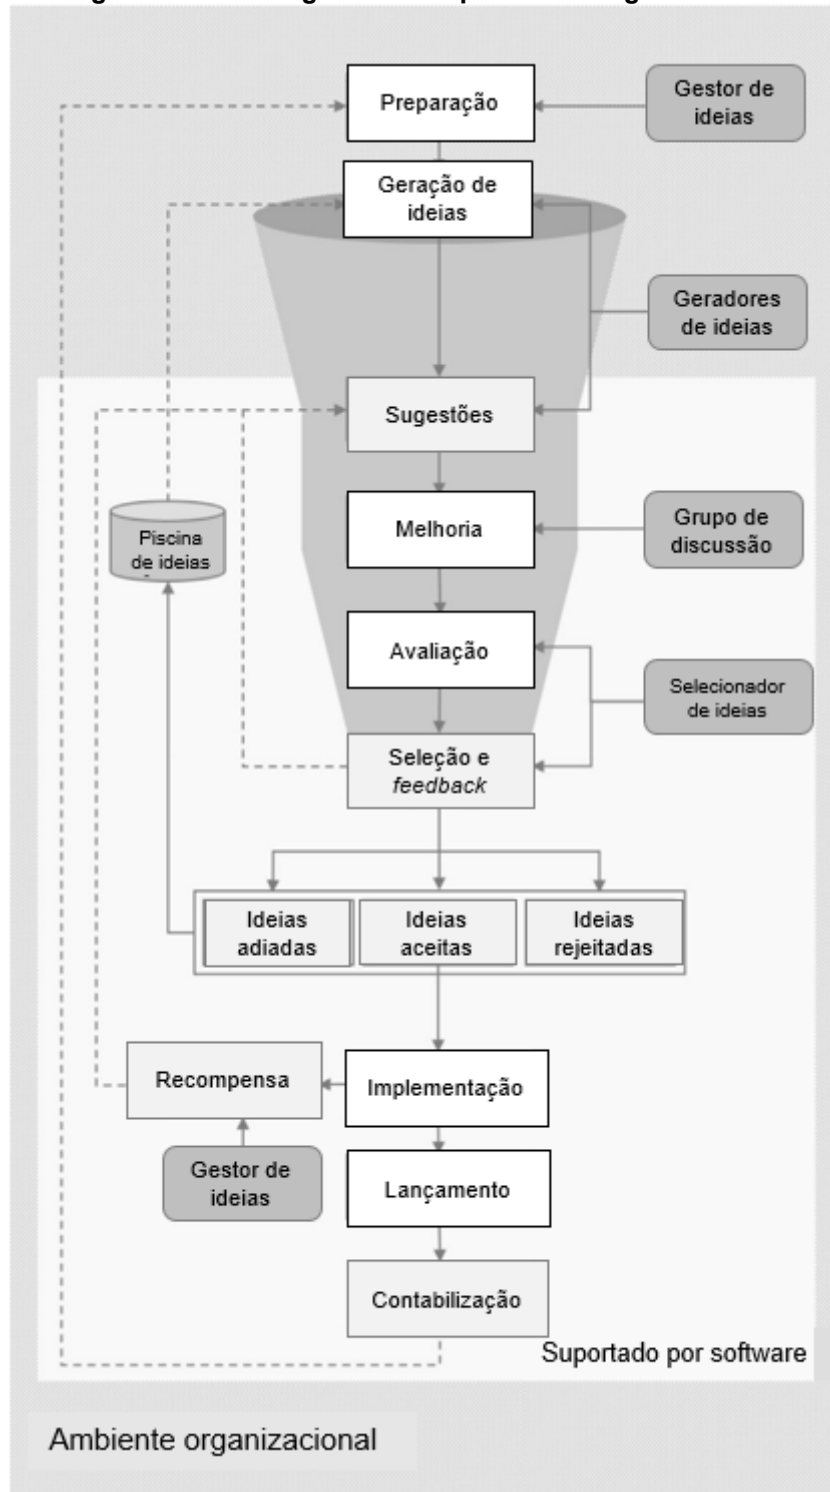 Preparação
Gestor de
ideias
Geração de
ideias
Geradores
de ideias
Sugestões
Piscina
de ideias
Melhoria
Grupo de
discussão
Avaliação
Selecionador
de ideias
Seleção e
feedback
Ideias
adiadas
Ideias
aceitas
Ideias
rejeitadas
Recompensa
Implementação
Gestor de
ideias
Lançamento
Contabilização
Suportado por software
Ambiente organizacional